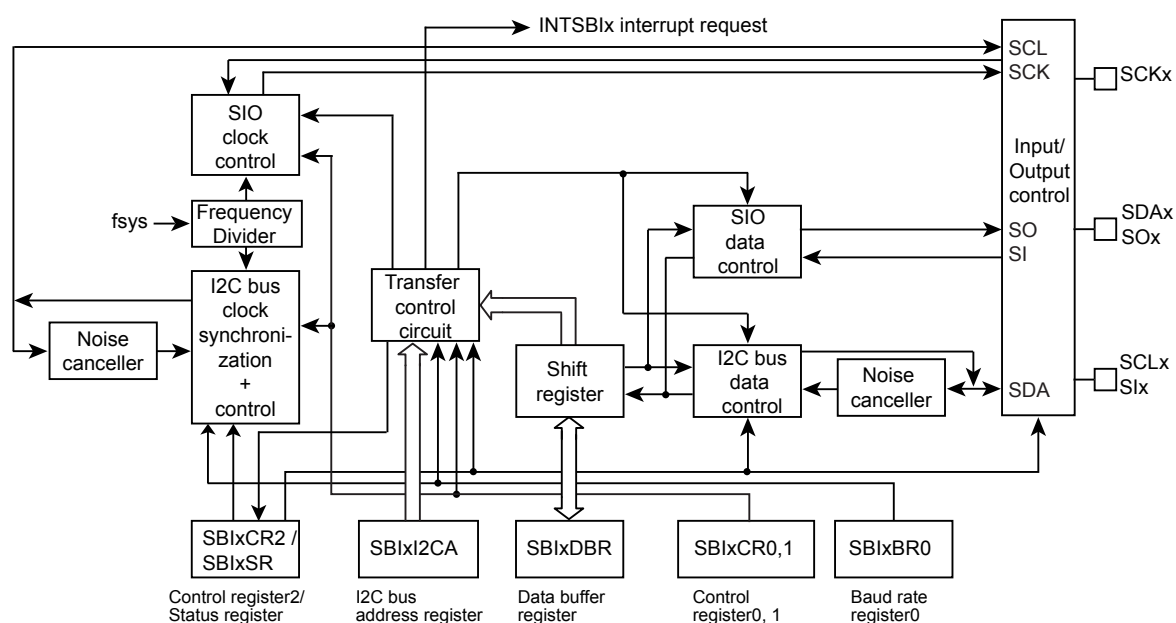 INTSBIx interrupt request
SCL
SCK
SCKx
SIO
clock
control
Input/
Output
control
fsys
Frequency
Divider
SIO
data
control
SO
SI
SDAx
SOx
I2C bus
clock
synchroni-
zation
+
control
Transfer
control
circuit
Noise
canceller
Shift
register
I2C bus
data
control
Noise
canceller
SDA
SCLx
SIx
SBIxCR2 /
SBIxSR
SBIxI2CA
SBIxDBR
SBIxCR0,1
SBIxBR0
Control register2/
Status register
I2C bus
address register
Data buffer
register
Control
register0, 1
Baud rate
register0